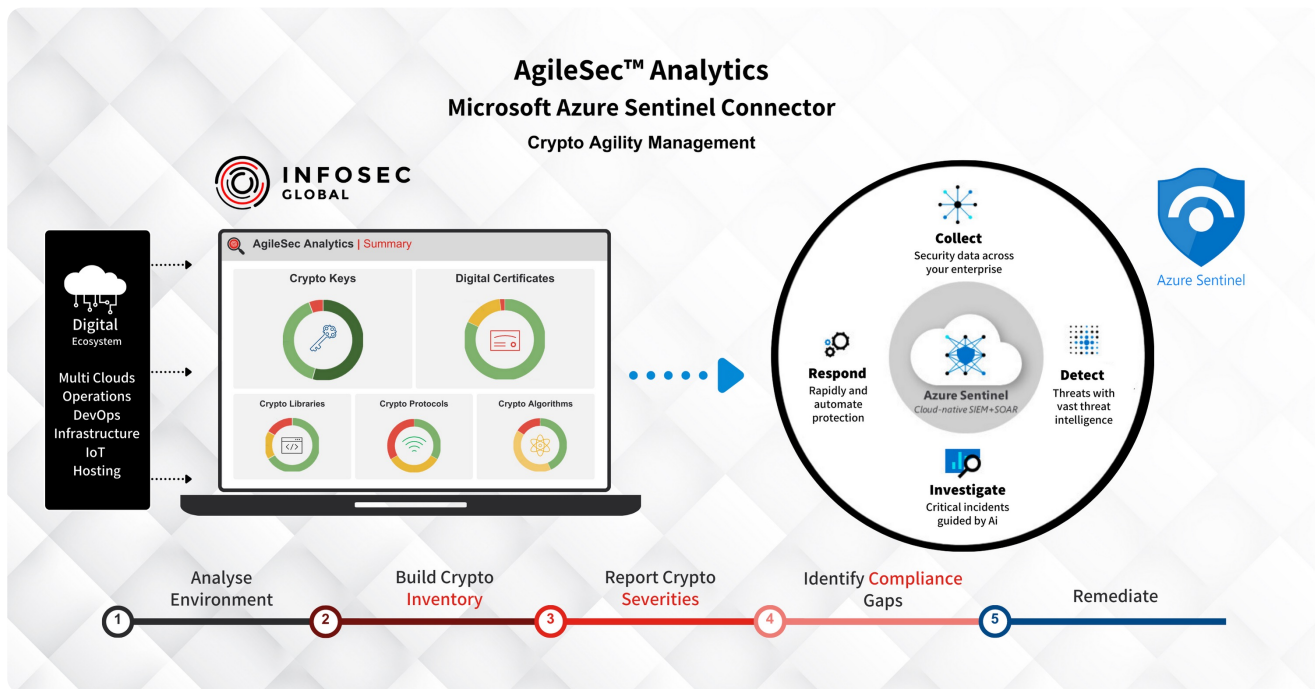 AgileSec™ Analytics
Microsoft Azure Sentinel Connector
Crypto Agility Management
INFOSEC
GLOBAL
Digital
Ecosystem
Multi Clouds
Operations
DevOps
Infrastructure
IoT
Hosting
AgileSec Analytics | Summary
Crypto Keys
Digital Certificates
Crypto Libraries
Crypto Protocols
Crypto Algorithms
</>
Collect
Security data across
your enterprise
Respond
Rapidly and
automate
protection
Azure Sentinel
Cloud-native SIEM+SOAR
Detect
Threats with
vast threat
intelligence
Investigate
Critical incidents
guided by Ai
Azure Sentinel
1
Analyse
Environment
2
Build Crypto
Inventory
3
Report Crypto
Severities
4
Identify Compliance
Gaps
5
Remediate